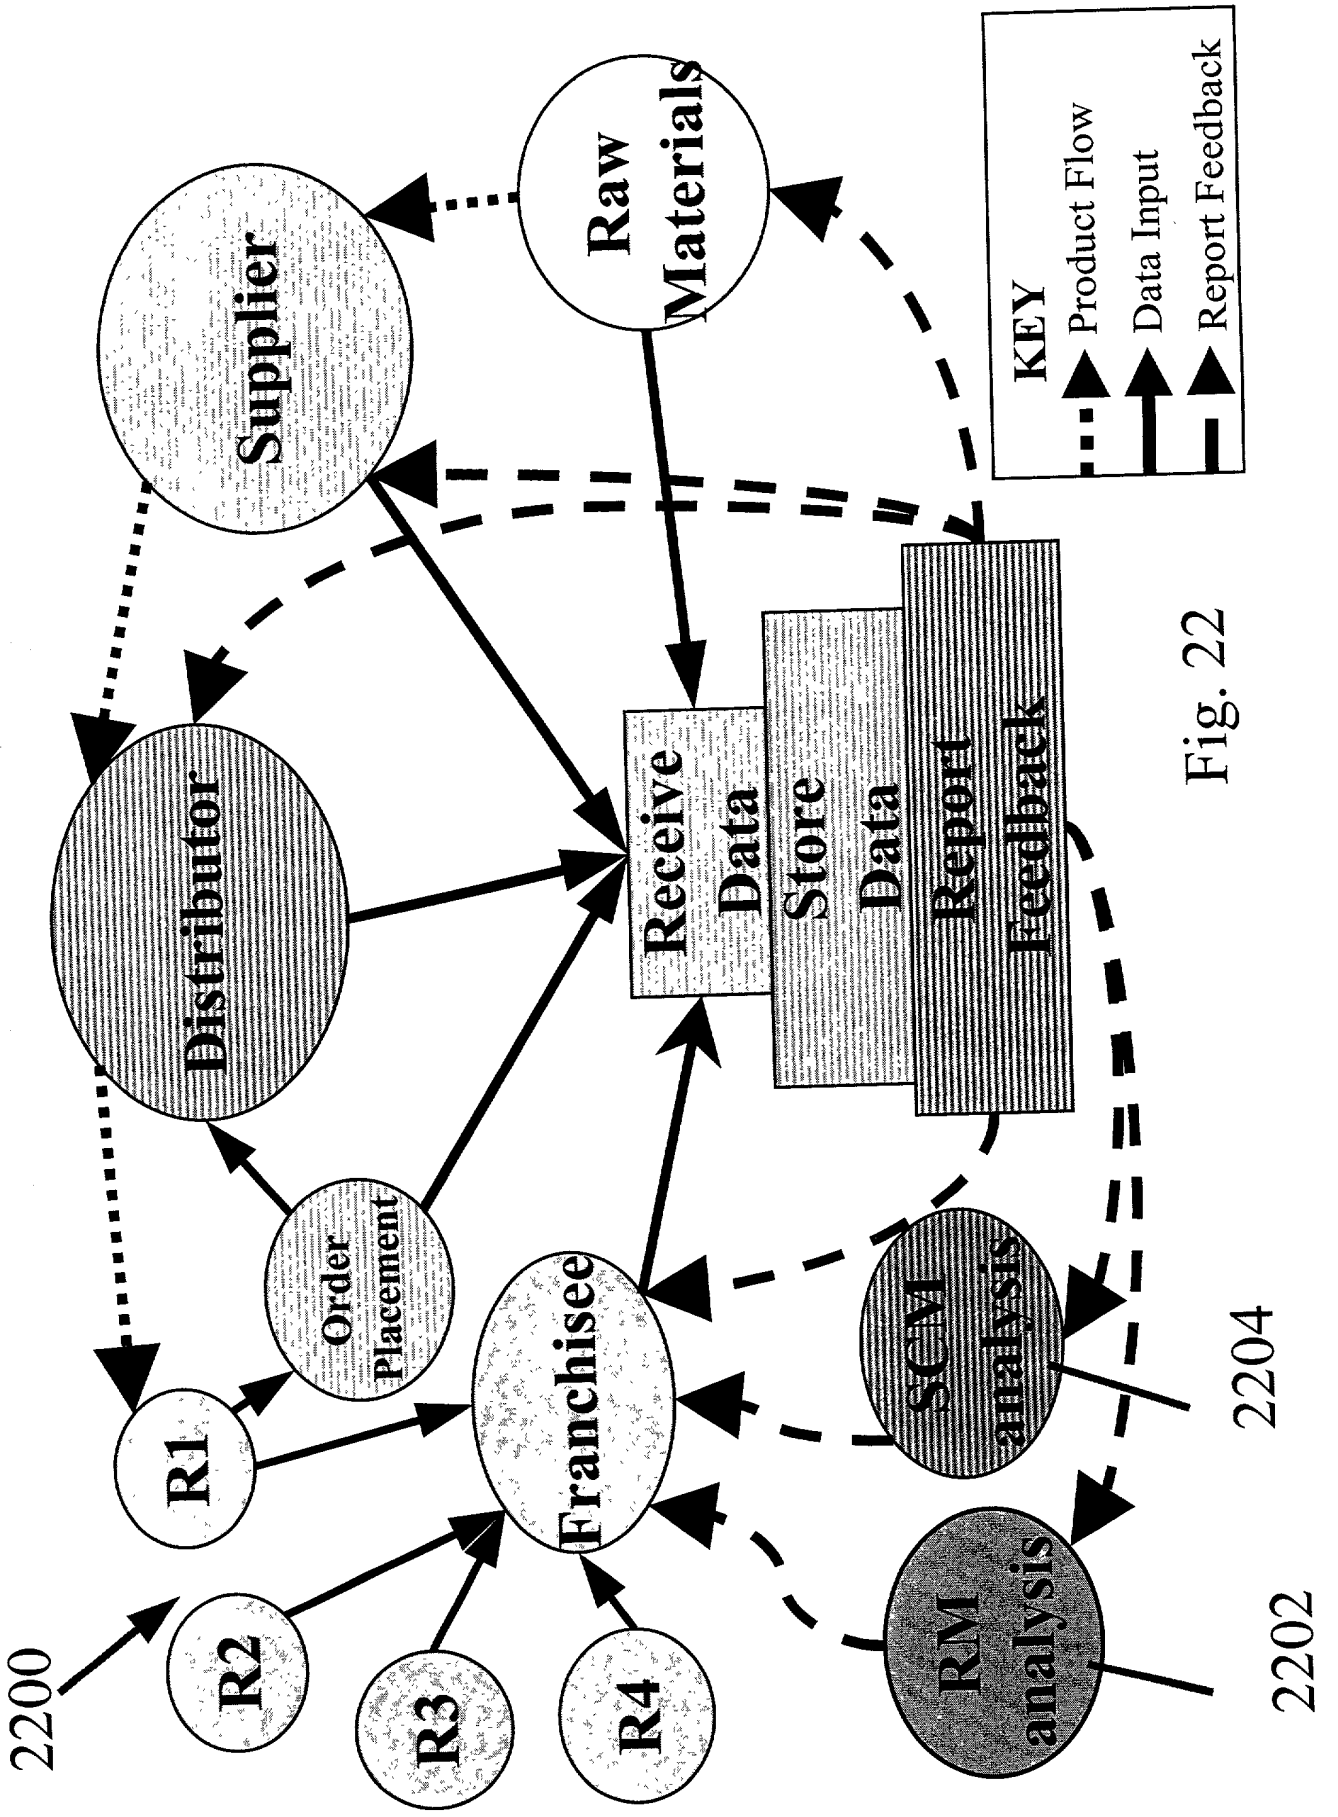 2200
R1
R2
R3
R4
Order
Placement
Distributor
Supplier
Franchisee
Receive
Data
Store
Data
Report
Feedback
Raw
Materials
RM
analysis
SCM
analysis
2202
2204
KEY
Product Flow
Data Input
Report Feedback
Fig. 22